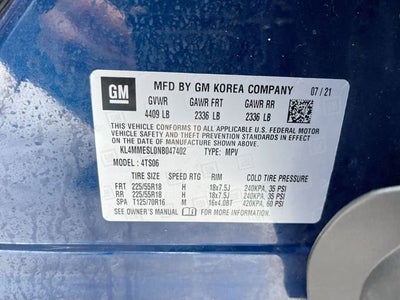 GM
MFD BY GM KOREA COMPANY 07/21
GVWR GAWR FRT GAWR RR
4409 LB 2336 LB 2336 LB
THIS VEHICLE CONFORMS TO ALL APPLICABLE U.S. FEDERAL MOTOR
VEHICLE SAFETY, BUMPER, AND THEFT PREVENTION STANDARDS IN EFFECT
ON THE DATE OF MANUFACTURE SHOWN ABOVE.
KL4MMESL0NB047402 TYPE: MPV
MODEL: 4TS06
TIRE SIZE SPEED RTG RIM COLD TIRE PRESSURE
FRT 225/55R18 H 18x7.5J 240KPA, 35 PSI
RR 225/55R18 H 18x7.5J 240KPA, 35 PSI
SPA T125/70R16 M 16x4.0BT 420KPA, 60 PSI
SEE OWNER'S MANUAL FOR ADDITIONAL INFORMATION.